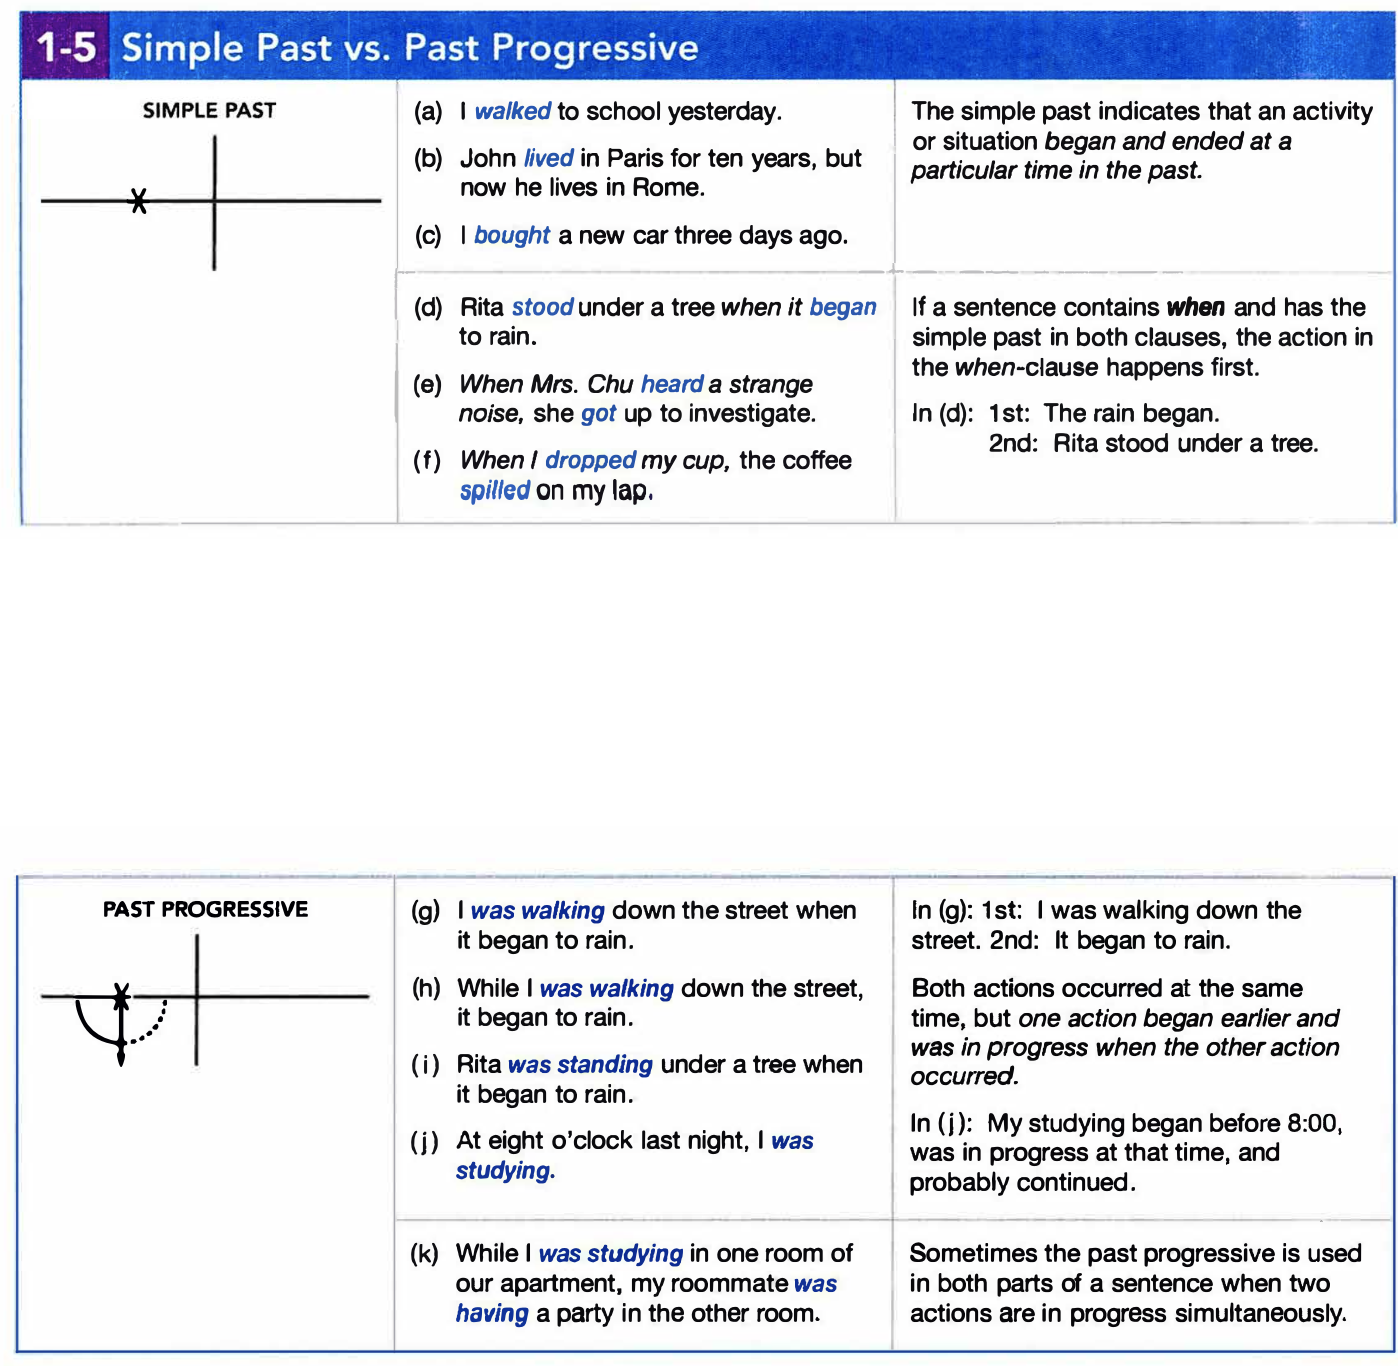 1-5 Simple Past vs. Past Progressive
SIMPLE PAST
(a) I walked to school yesterday.
(b) John lived in Paris for ten years, but
now he lives in Rome.
(c) I bought a new car three days ago.
The simple past indicates that an activity
or situation began and ended at a
particular time in the past.
(d) Rita stood under a tree when it began
to rain.
(e) When Mrs. Chu heard a strange
noise, she got up to investigate.
(f) When I dropped my cup, the coffee
spilled on my lap.
If a sentence contains when and has the
simple past in both clauses, the action in
the when-clause happens first.
In (d): 1st: The rain began.
2nd: Rita stood under a tree.
PAST PROGRESSIVE
(g) I was walking down the street when
it began to rain.
(h) While I was walking down the street,
it began to rain.
(i) Rita was standing under a tree when
it began to rain.
(j) At eight o'clock last night, I was
studying.
In (g): 1st: I was walking down the
street. 2nd: It began to rain.
Both actions occurred at the same
time, but one action began earlier and
was in progress when the other action
occurred.
In (j): My studying began before 8:00,
was in progress at that time, and
probably continued.
(k) While I was studying in one room of
our apartment, my roommate was
having a party in the other room.
Sometimes the past progressive is used
in both parts of a sentence when two
actions are in progress simultaneously.